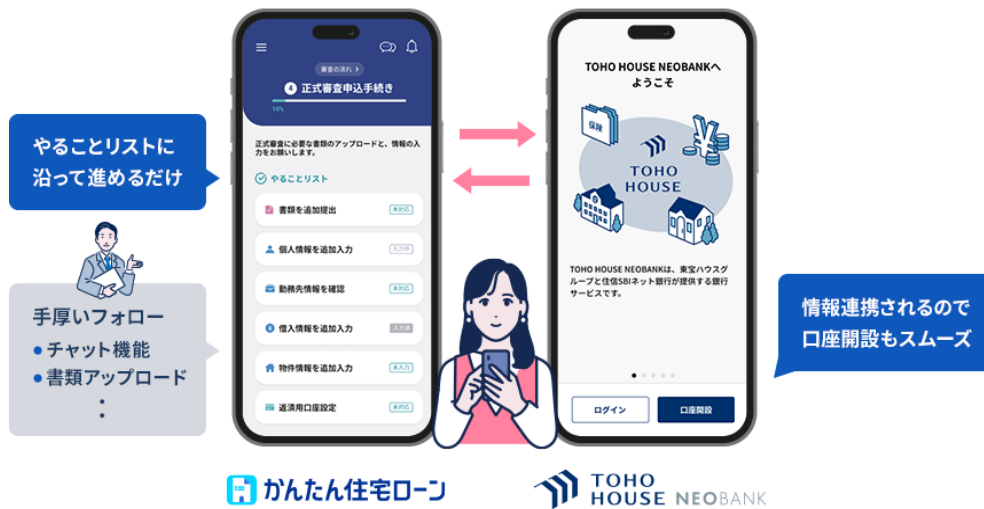 やることリストに
沿って進めるだけ
手厚いフォロー
●チャット機能
●書類アップロード
審査の流れ >
4 正式審査申込手続き
10%
正式審査に必要な書類のアップロードと、情報の入
力をお願いします。
やることリスト
書類を追加提出 未対応
個人情報を追加入力 入力中
勤務先情報を確認 未対応
借入情報を追加入力 入力済
物件情報を追加入力 未入力
返済用口座設定 未対応
かんたん住宅ローン
TOHO HOUSE NEOBANKへ
ようこそ
保険
¥
TOHO
HOUSE
TOHO HOUSE NEOBANKは、東宝ハウスグ
ループと住信SBIネット銀行が提供する銀行
サービスです。
ログイン 口座開設
情報連携されるので
口座開設もスムーズ
TOHO
HOUSE NEOBANK